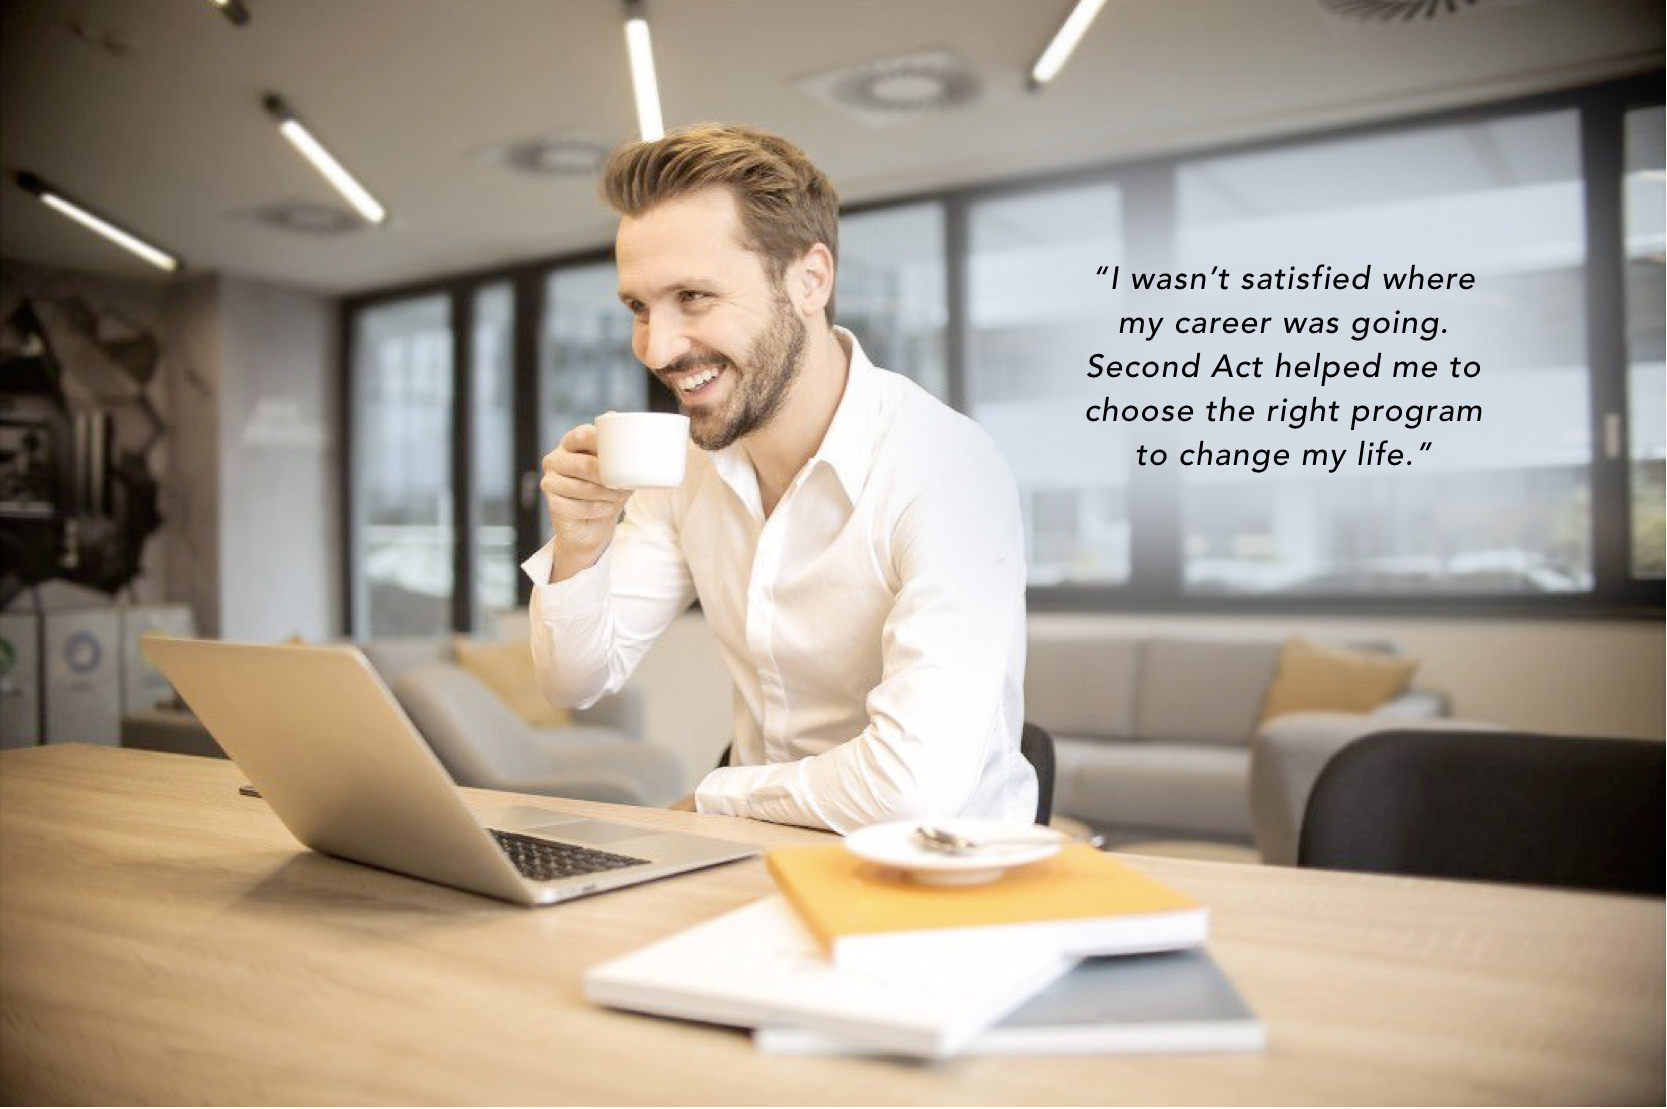 “I wasn’t satisfied where
my career was going.
Second Act helped me to
choose the right program
to change my life.”